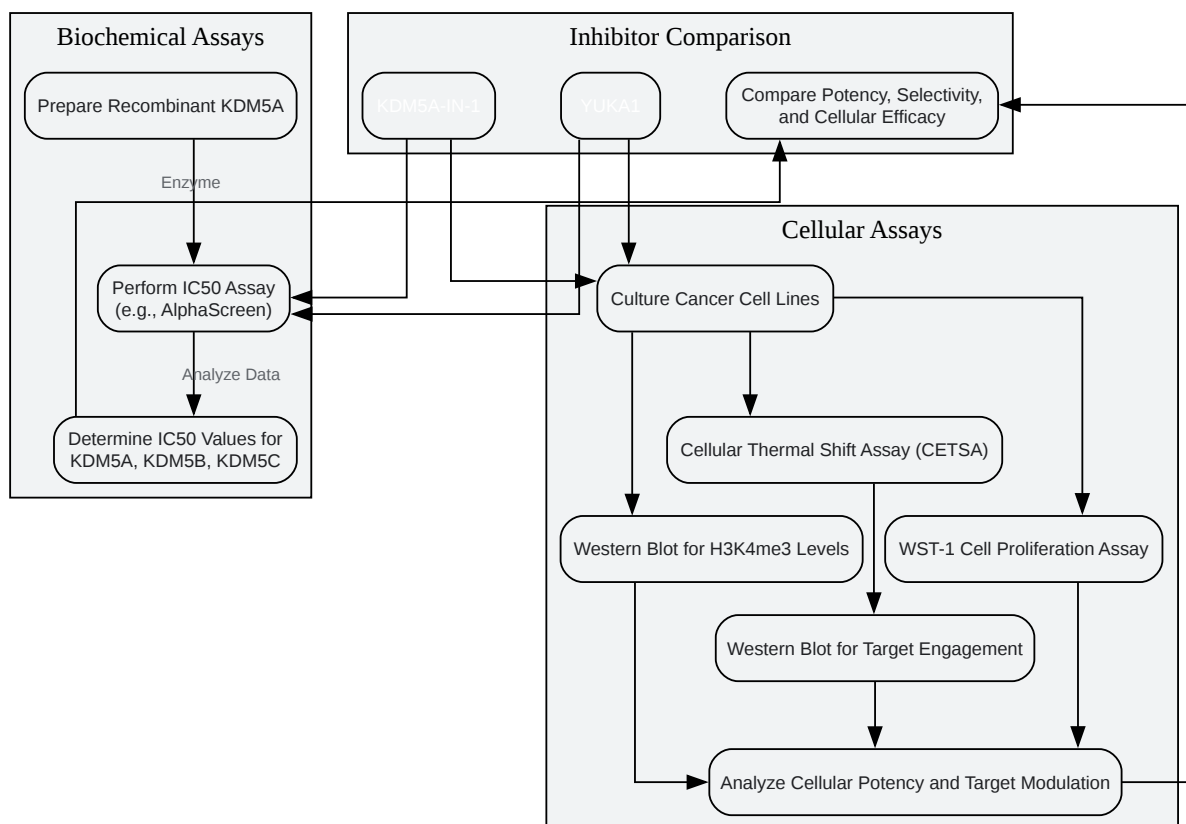 Biochemical Assays
Prepare Recombinant KDM5A
Enzyme
Perform IC50 Assay
(e.g., AlphaScreen)
Analyze Data
Determine IC50 Values for
KDM5A, KDM5B, KDM5C
Inhibitor Comparison
KDM5A-IN-1
YUKA1
Compare Potency, Selectivity,
and Cellular Efficacy
Cellular Assays
Culture Cancer Cell Lines
Cellular Thermal Shift Assay (CETSA)
Western Blot for H3K4me3 Levels
WST-1 Cell Proliferation Assay
Western Blot for Target Engagement
Analyze Cellular Potency and Target Modulation